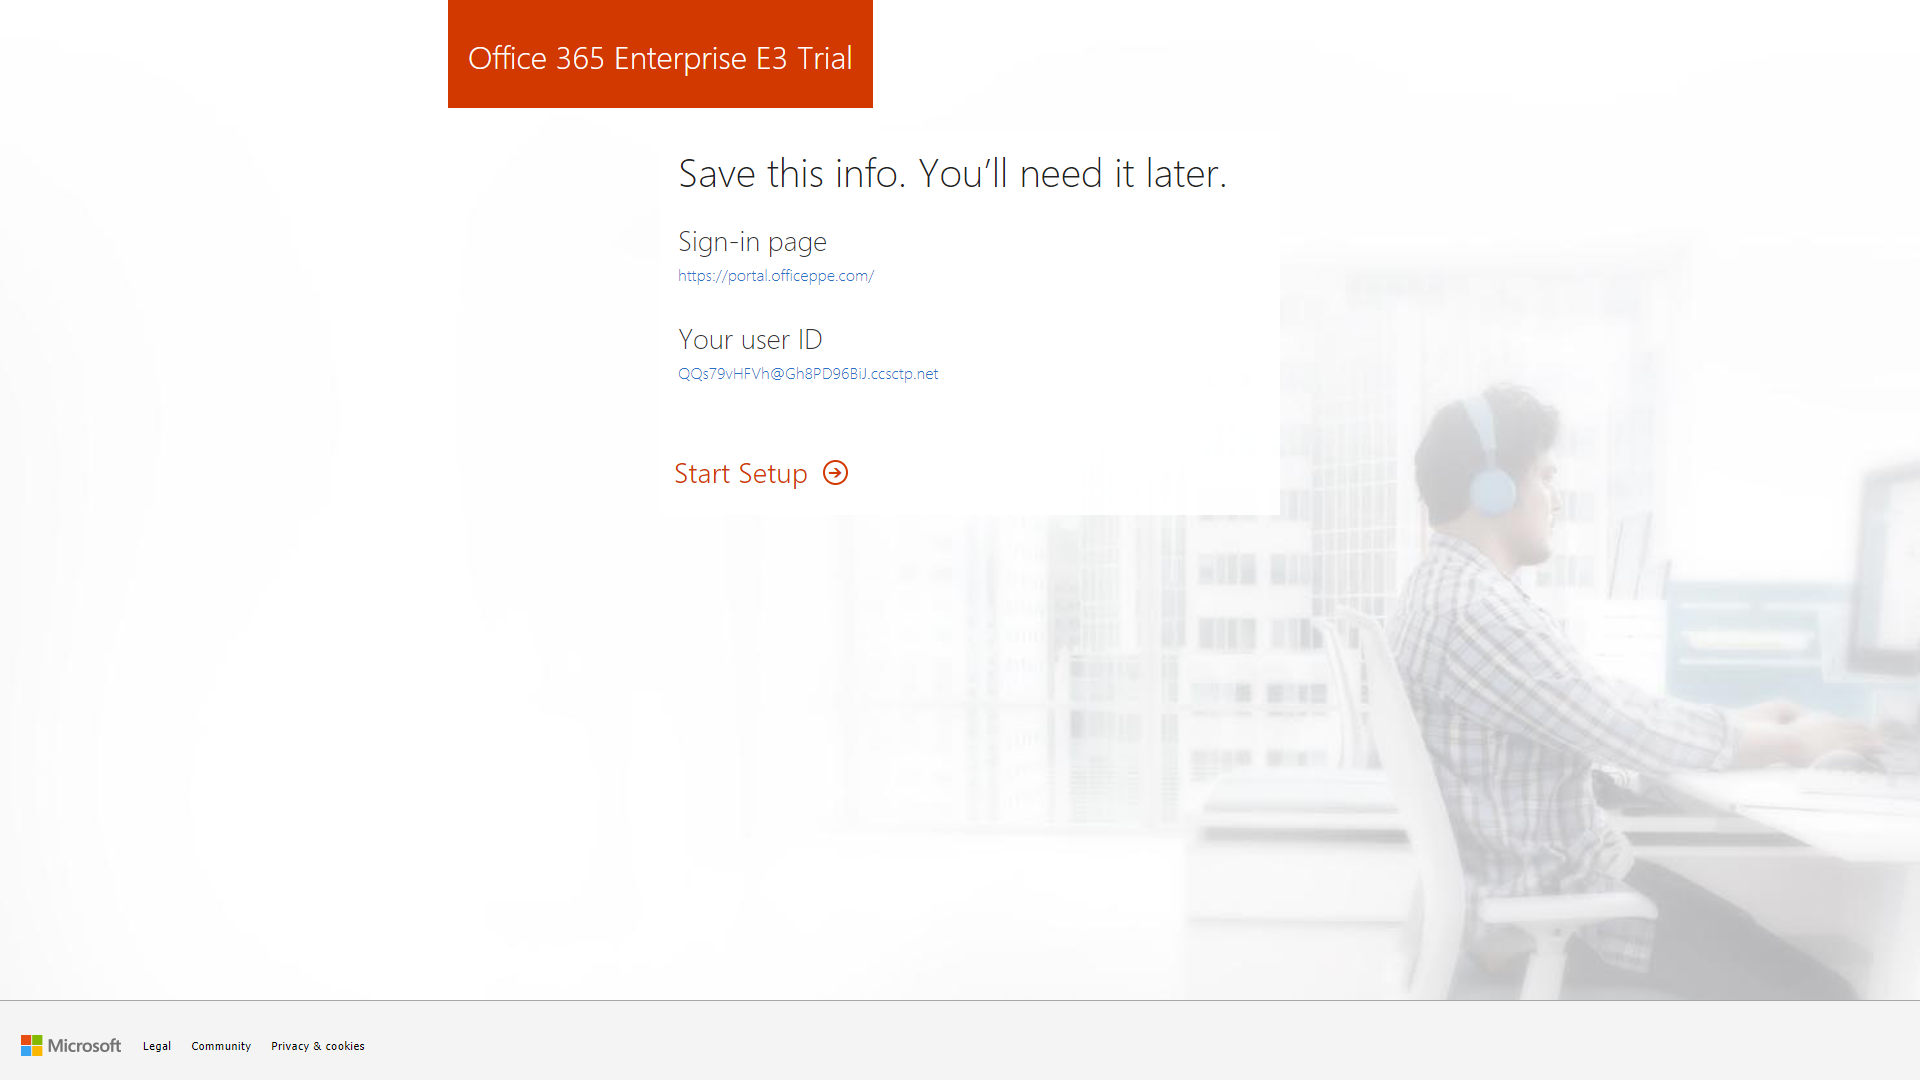 Office 365 Enterprise E3 Trial
Save this info. You'll need it later.
Sign-in page
https://portal.officeppe.com/
Your user ID
QQs79vHFVh@Gh8PD96BiJ.ccsctp.net
Start Setup
Microsoft Legal Community Privacy & cookies